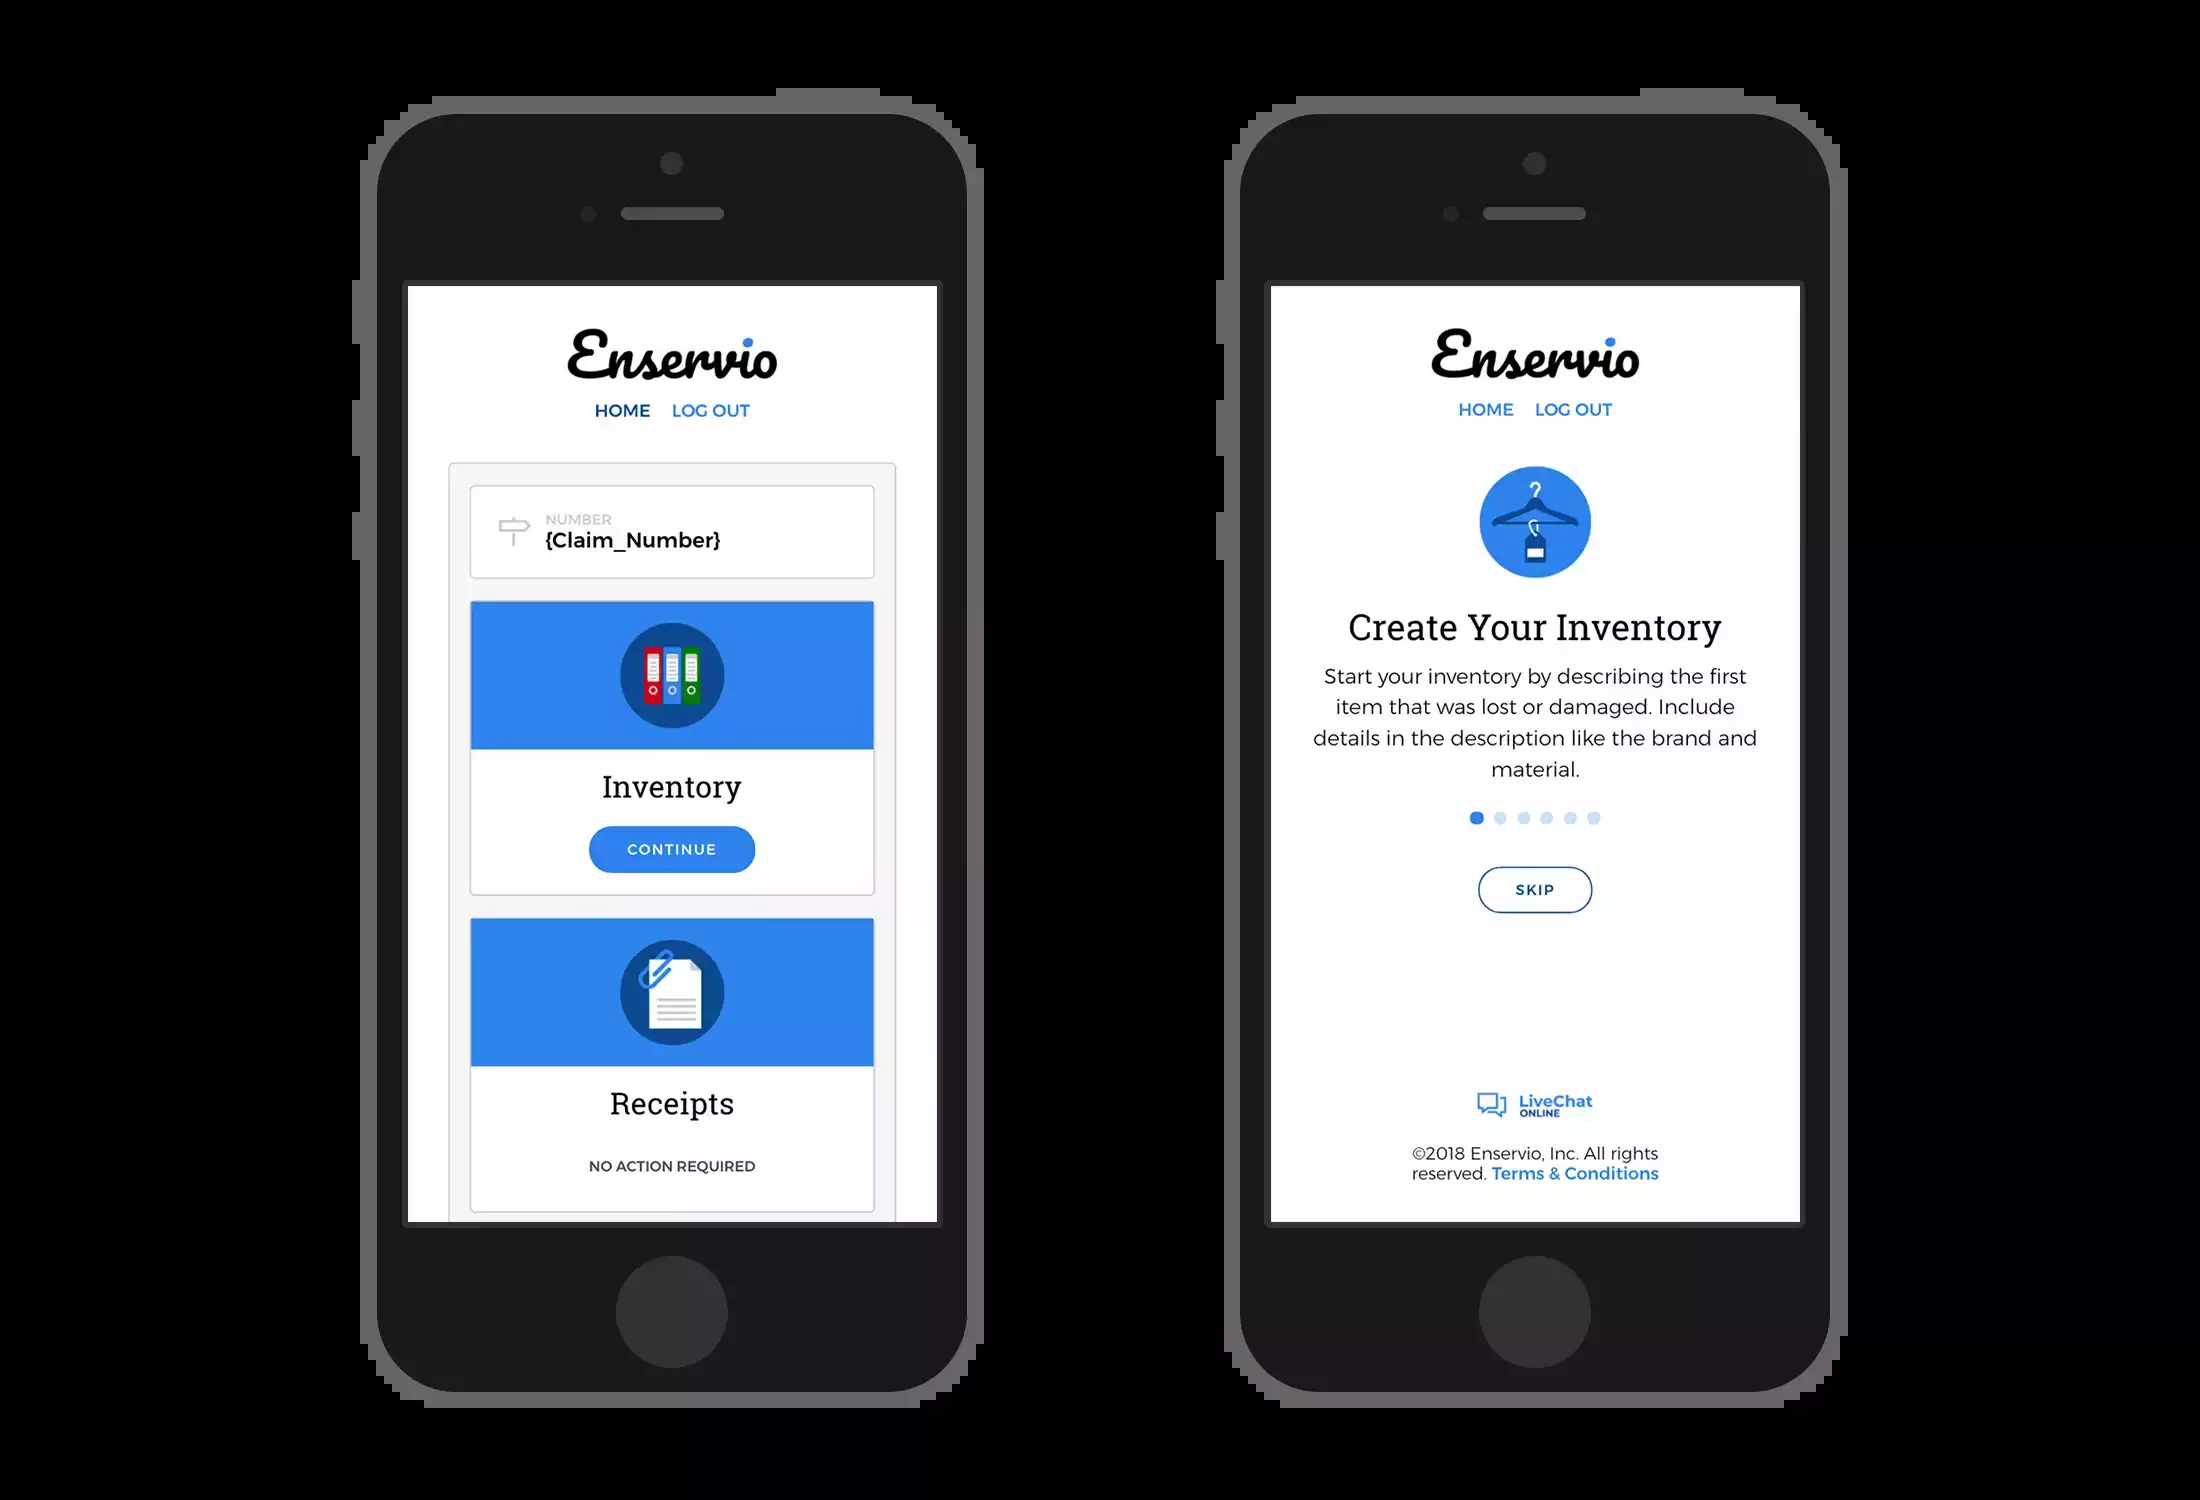 Enservio
HOME LOG OUT
NUMBER
{Claim_Number}
Inventory
CONTINUE
Receipts
NO ACTION REQUIRED
Enservio
HOME LOG OUT
Create Your Inventory
Start your inventory by describing the first
item that was lost or damaged. Include
details in the description like the brand and
material.
SKIP
LiveChat
ONLINE
©2018 Enservio, Inc. All rights
reserved. Terms & Conditions